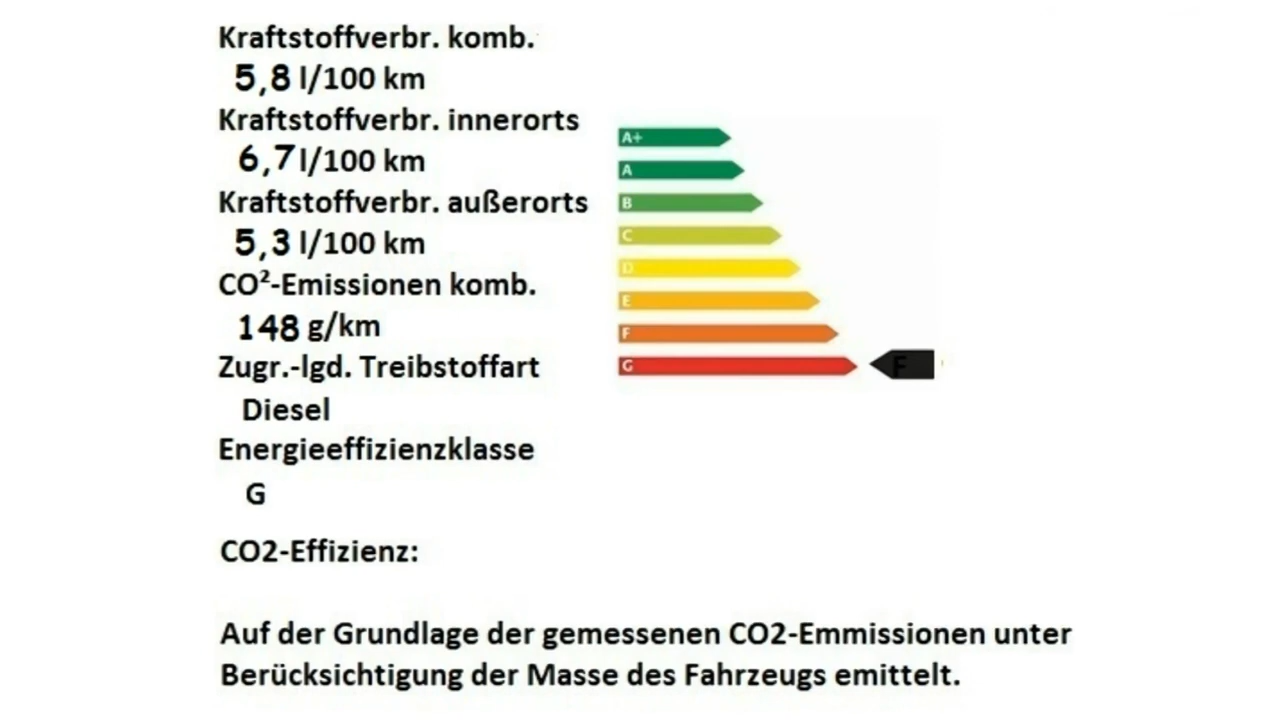 Kraftstoffverbr. komb.
5,8 l/100 km
Kraftstoffverbr. innerorts
6,7 l/100 km
Kraftstoffverbr. außerorts
5,3 l/100 km
CO²-Emissionen komb.
148 g/km
Zugr.-lgd. Treibstoffart
Diesel
Energieeffizienzklasse
G
A+
A
B
C
D
E
F
G
F
CO2-Effizienz:
Auf der Grundlage der gemessenen CO2-Emmissionen unter
Berücksichtigung der Masse des Fahrzeugs emittelt.